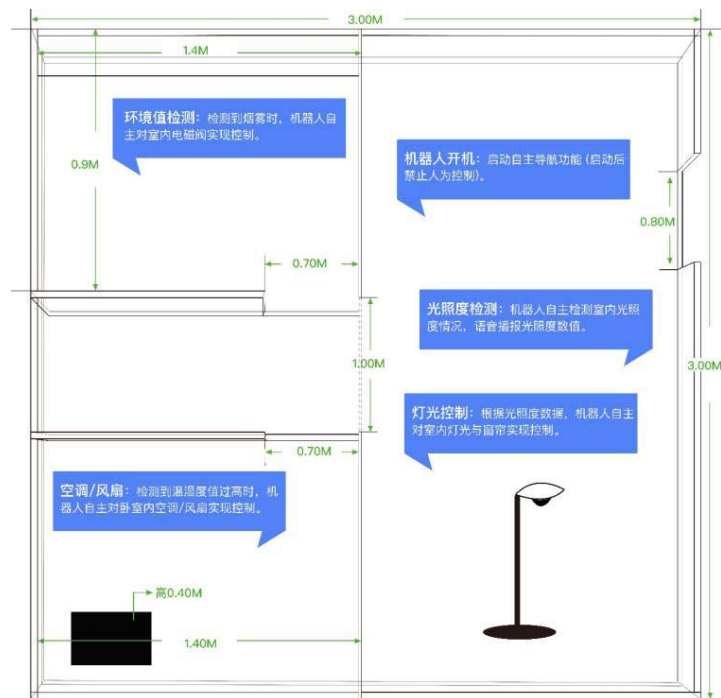 3.00M
1.4M
环境值检测：检测到烟雾时，机器人自
主对室内电磁阀实现控制。
0.9M
机器人开机：启动自主导航功能 (启动后
禁止人为控制)。
0.80M
0.70M
光照度检测：机器人自主检测室内光照
度情况，语音播报光照度数值。
1.00M
3.00M
灯光控制：根据光照度数据，机器人自主
对室内灯光与窗帘实现控制。
0.70M
空调/风扇：检测到温湿度值过高时，机
器人自主对卧室内空调/风扇实现控制。
高0.40M
1.40M